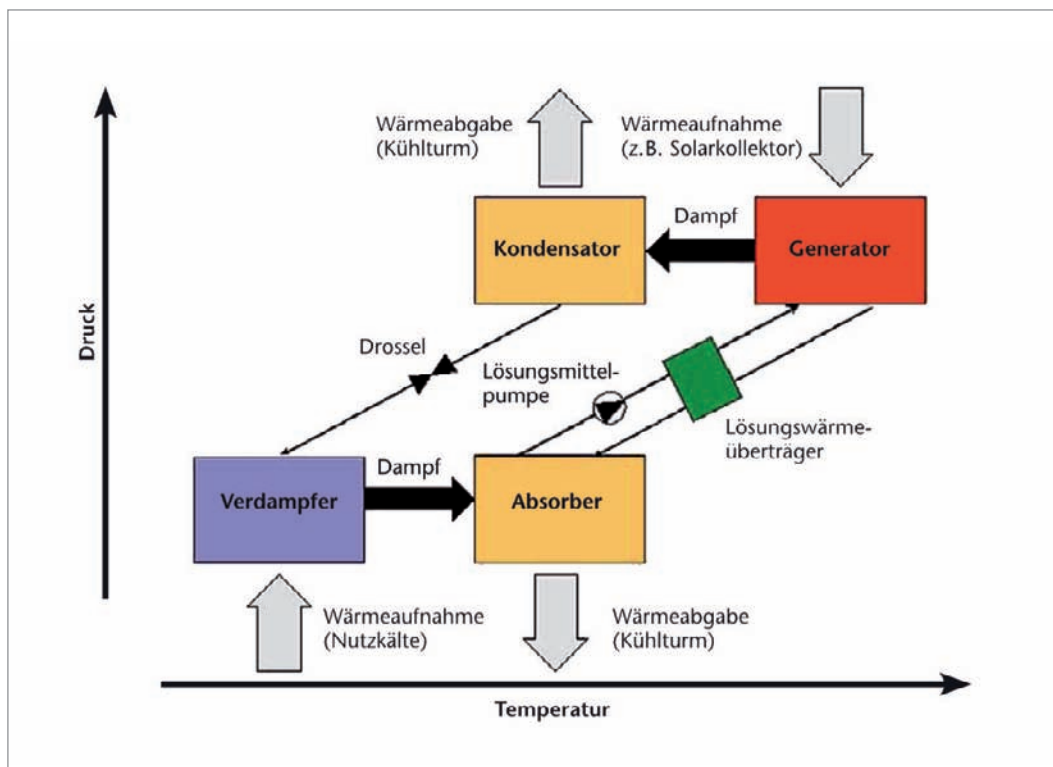 Wärmeabgabe
(Kühlturm)
Wärmeaufnahme
(z.B. Solarkollektor)
Kondensator
Dampf
Generator
Druck
Drossel
Lösungsmittel-
pumpe
Lösungswärme-
überträger
Verdampfer
Dampf
Absorber
Wärmeaufnahme
(Nutzkälte)
Wärmeabgabe
(Kühlturm)
Temperatur